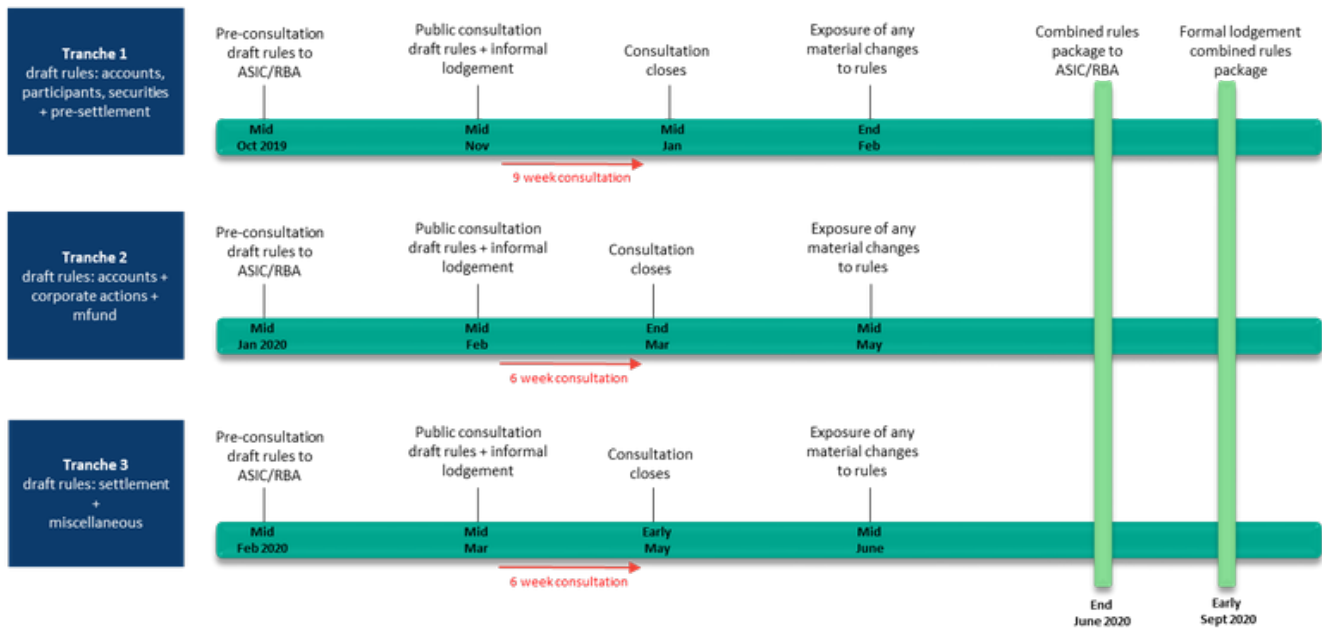 Tranche 1
draft rules: accounts,
participants, securities
+ pre-settlement
Pre-consultation
draft rules to
ASIC/RBA
Public consultation
draft rules + informal
lodgement
Consultation
closes
Exposure of any
material changes
to rules
Combined rules
package to
ASIC/RBA
Formal lodgement
combined rules
package
Mid
Oct 2019
Mid
Nov
Mid
Jan
End
Feb
9 week consultation
Tranche 2
draft rules: accounts +
corporate actions +
mfund
Pre-consultation
draft rules to
ASIC/RBA
Public consultation
draft rules + informal
lodgement
Consultation
closes
Exposure of any
material changes
to rules
Mid
Jan 2020
Mid
Feb
End
Mar
Mid
May
6 week consultation
Tranche 3
draft rules: settlement
+
miscellaneous
Pre-consultation
draft rules to
ASIC/RBA
Public consultation
draft rules + informal
lodgement
Consultation
closes
Exposure of any
material changes
to rules
Mid
Feb 2020
Mid
Mar
Early
May
Mid
June
6 week consultation
End
June 2020
Early
Sept 2020